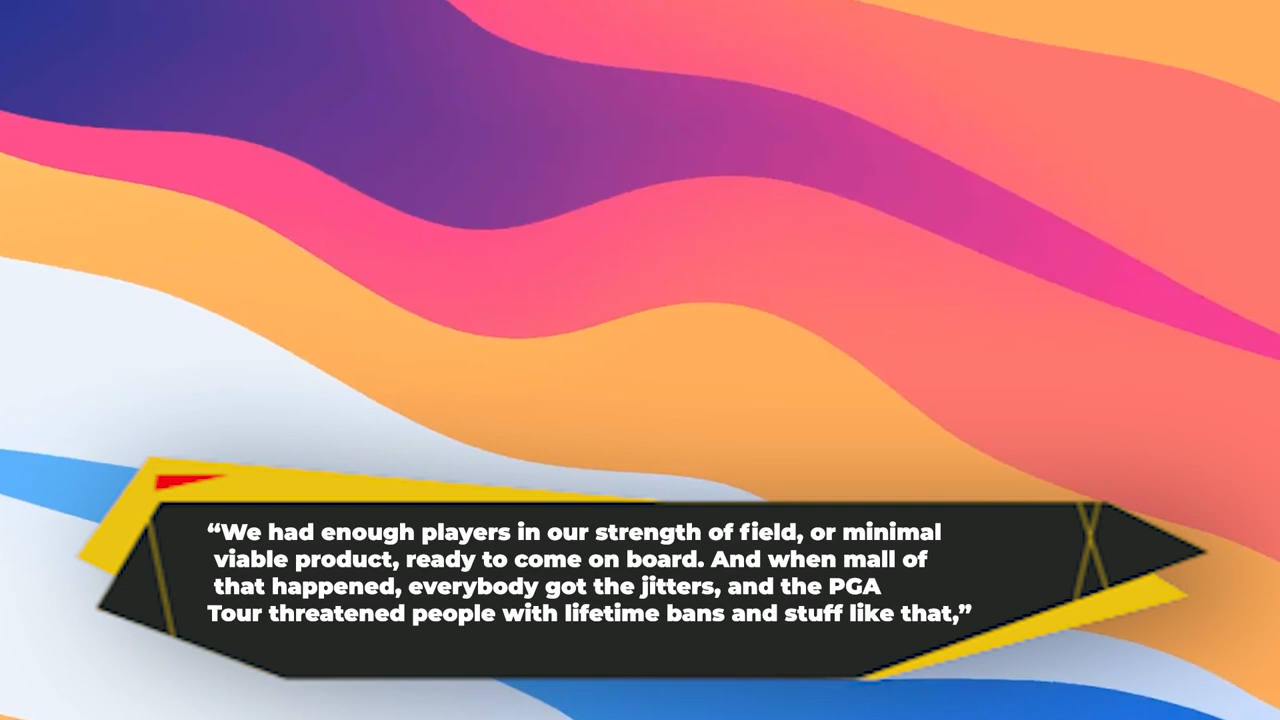 “We had enough players in our strength of field, or minimal
viable product, ready to come on board. And when mall of
that happened, everybody got the jitters, and the PGA
Tour threatened people with lifetime bans and stuff like that,”